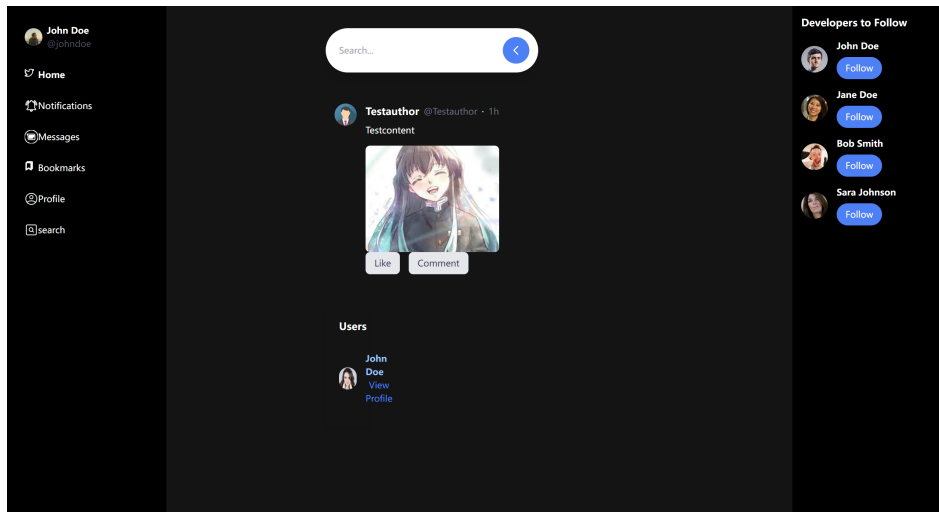 John Doe
@johndoe
Home
Notifications
Messages
Bookmarks
Profile
search
Search...
Testauthor @Testauthor · 1h
Testcontent
Like Comment
Users
John
Doe
View
Profile
Developers to Follow
John Doe
Follow
Jane Doe
Follow
Bob Smith
Follow
Sara Johnson
Follow